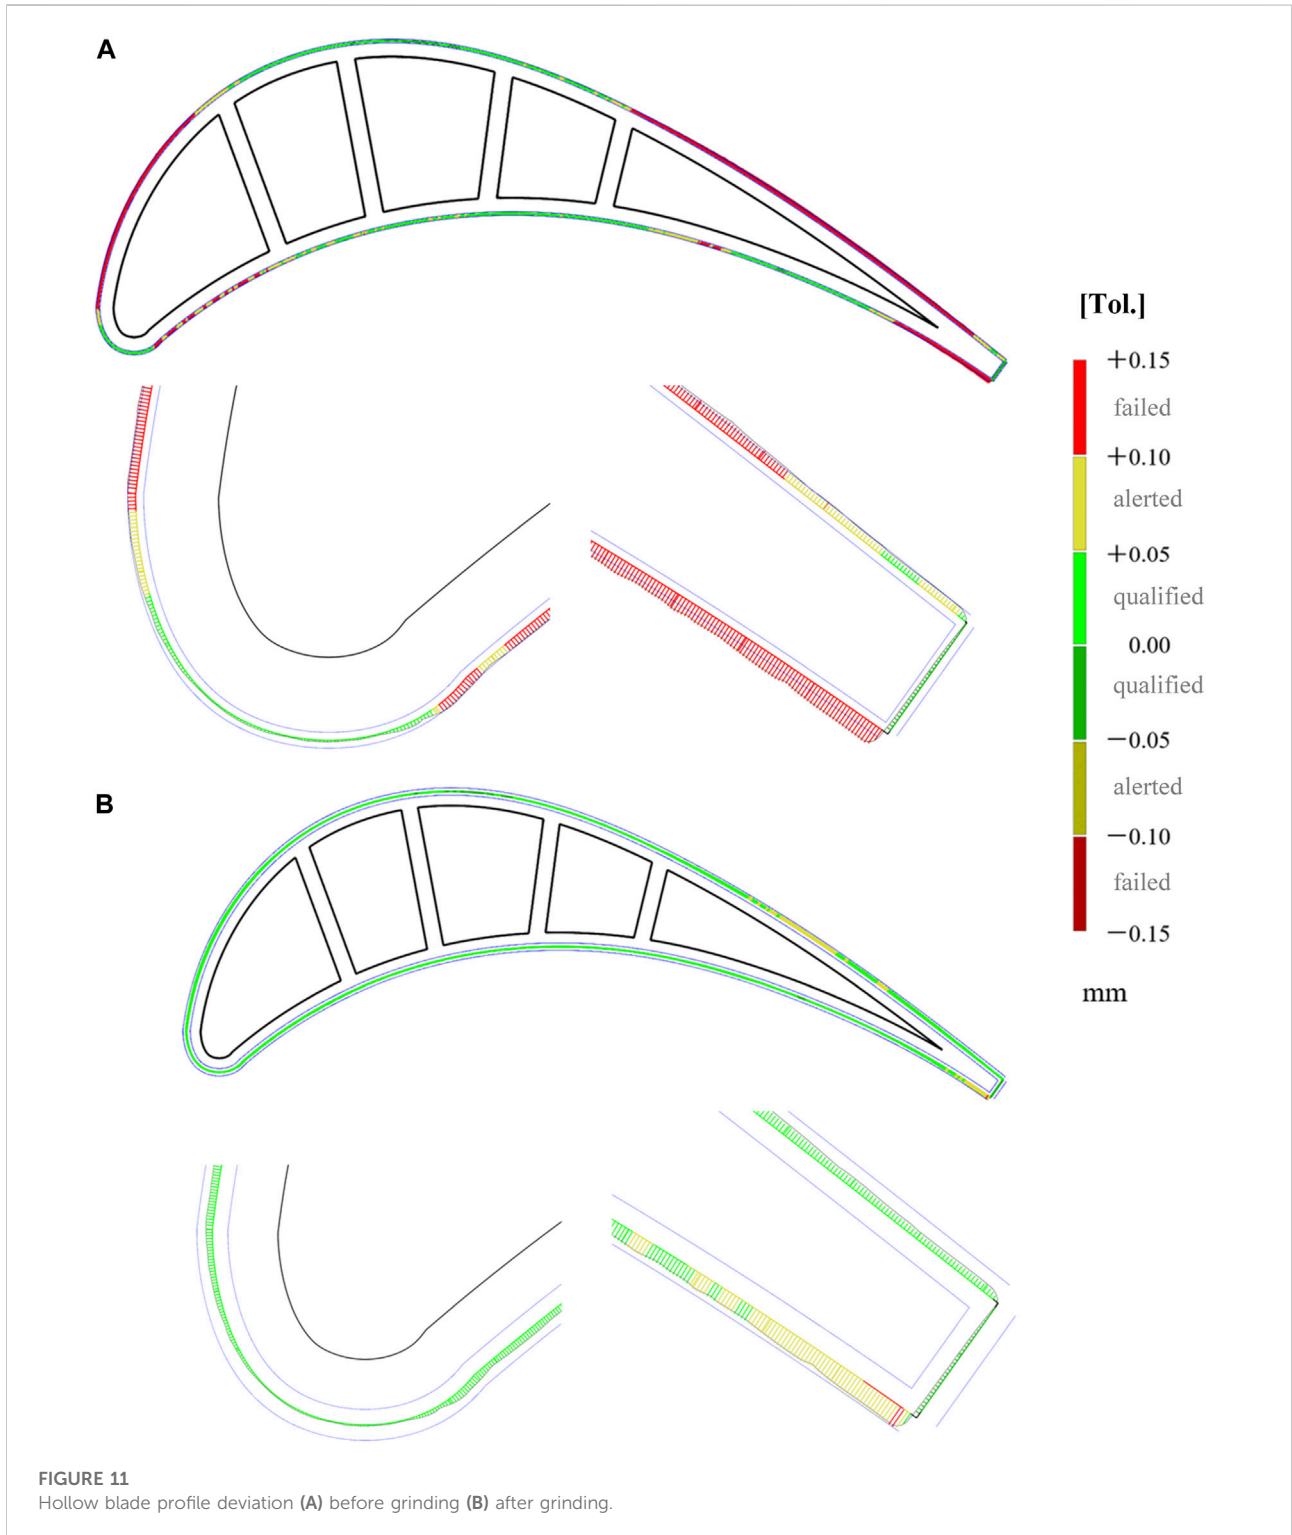 A
[Tol.]
+0.15
failed
+0.10
alerted
+0.05
qualified
0.00
qualified
−0.05
alerted
−0.10
failed
−0.15
mm
B
FIGURE 11
Hollow blade profile deviation (A) before grinding (B) after grinding.